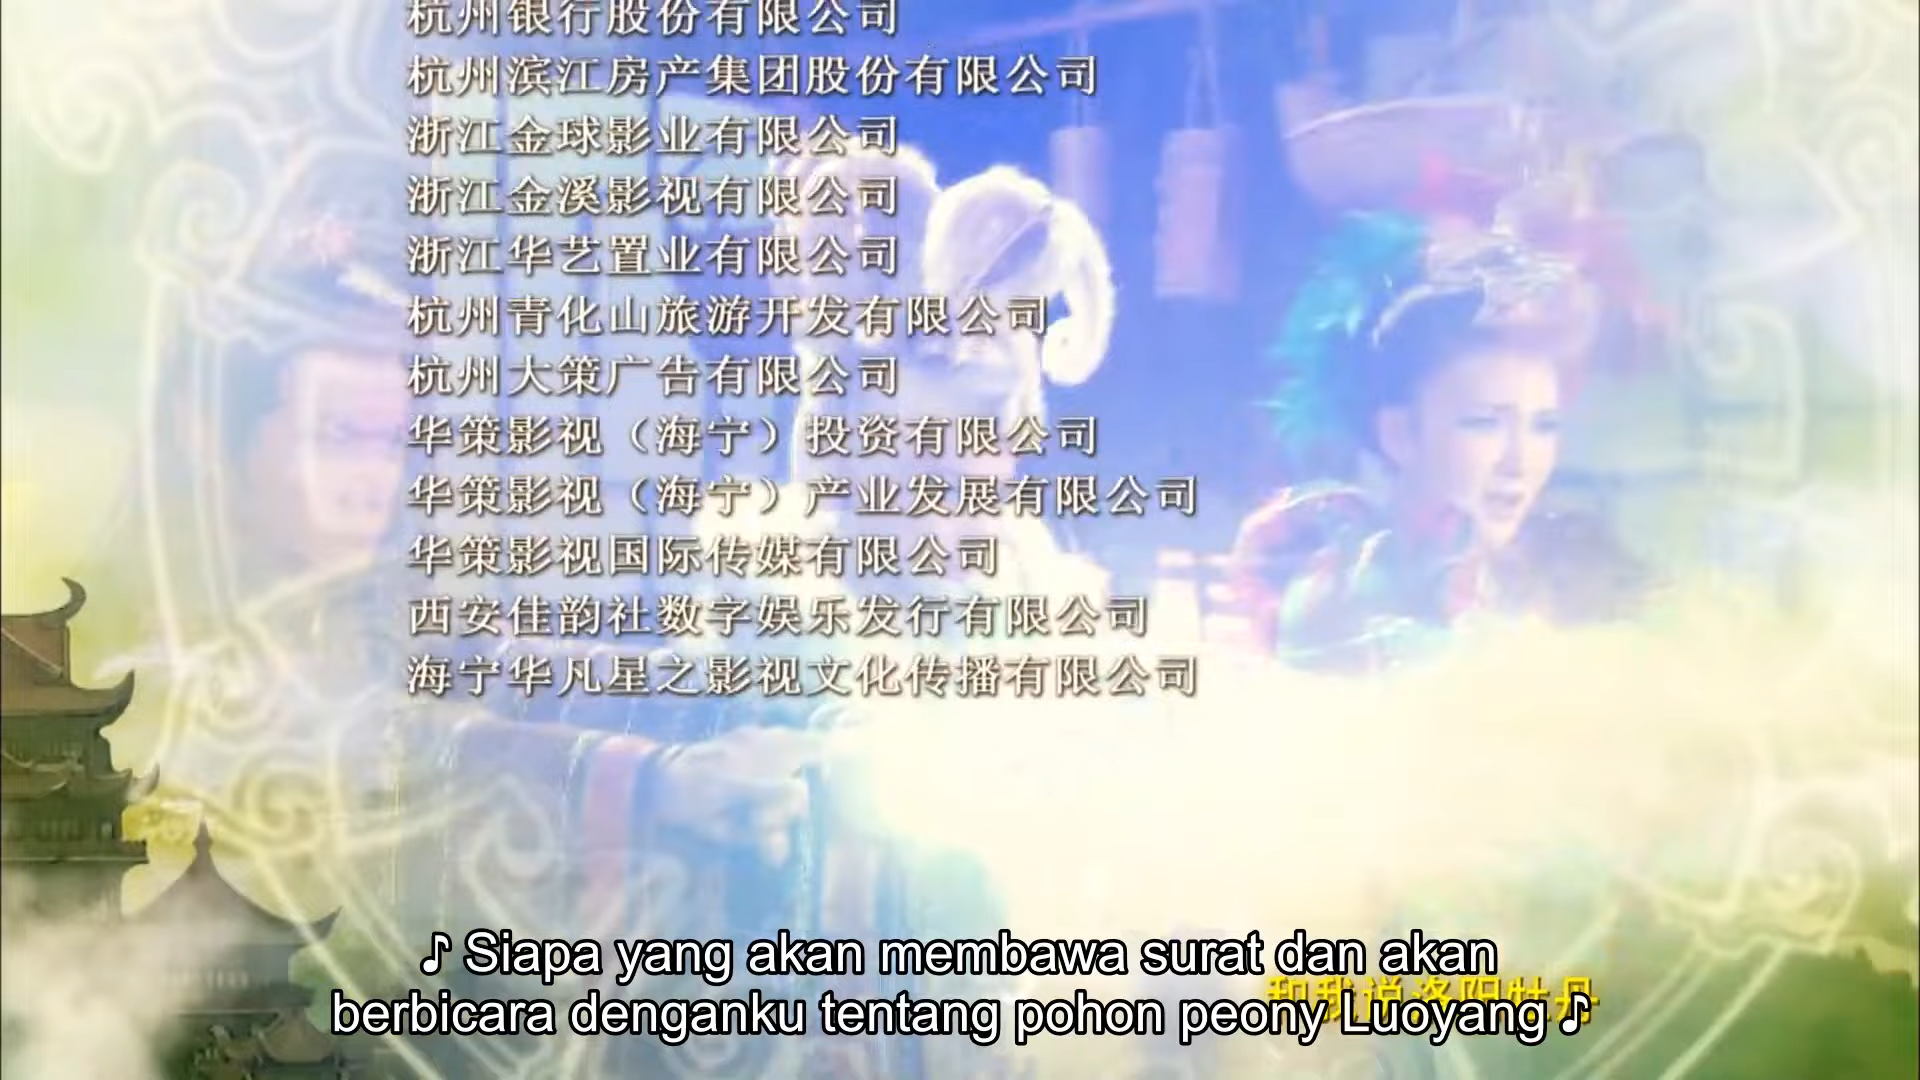 杭州银行股份有限公司
杭州滨江房产集团股份有限公司
浙江金球影业有限公司
浙江金溪影视有限公司
浙江华艺置业有限公司
杭州青化山旅游开发有限公司
杭州大策广告有限公司
华策影视（海宁）投资有限公司
华策影视（海宁）产业发展有限公司
华策影视国际传媒有限公司
西安佳韵社数字娱乐发行有限公司
海宁华凡星之影视文化传播有限公司
♪ Siapa yang akan membawa surat dan akan
berbicara denganku tentang pohon peony Luoyang ♪
和我说洛阳牡丹